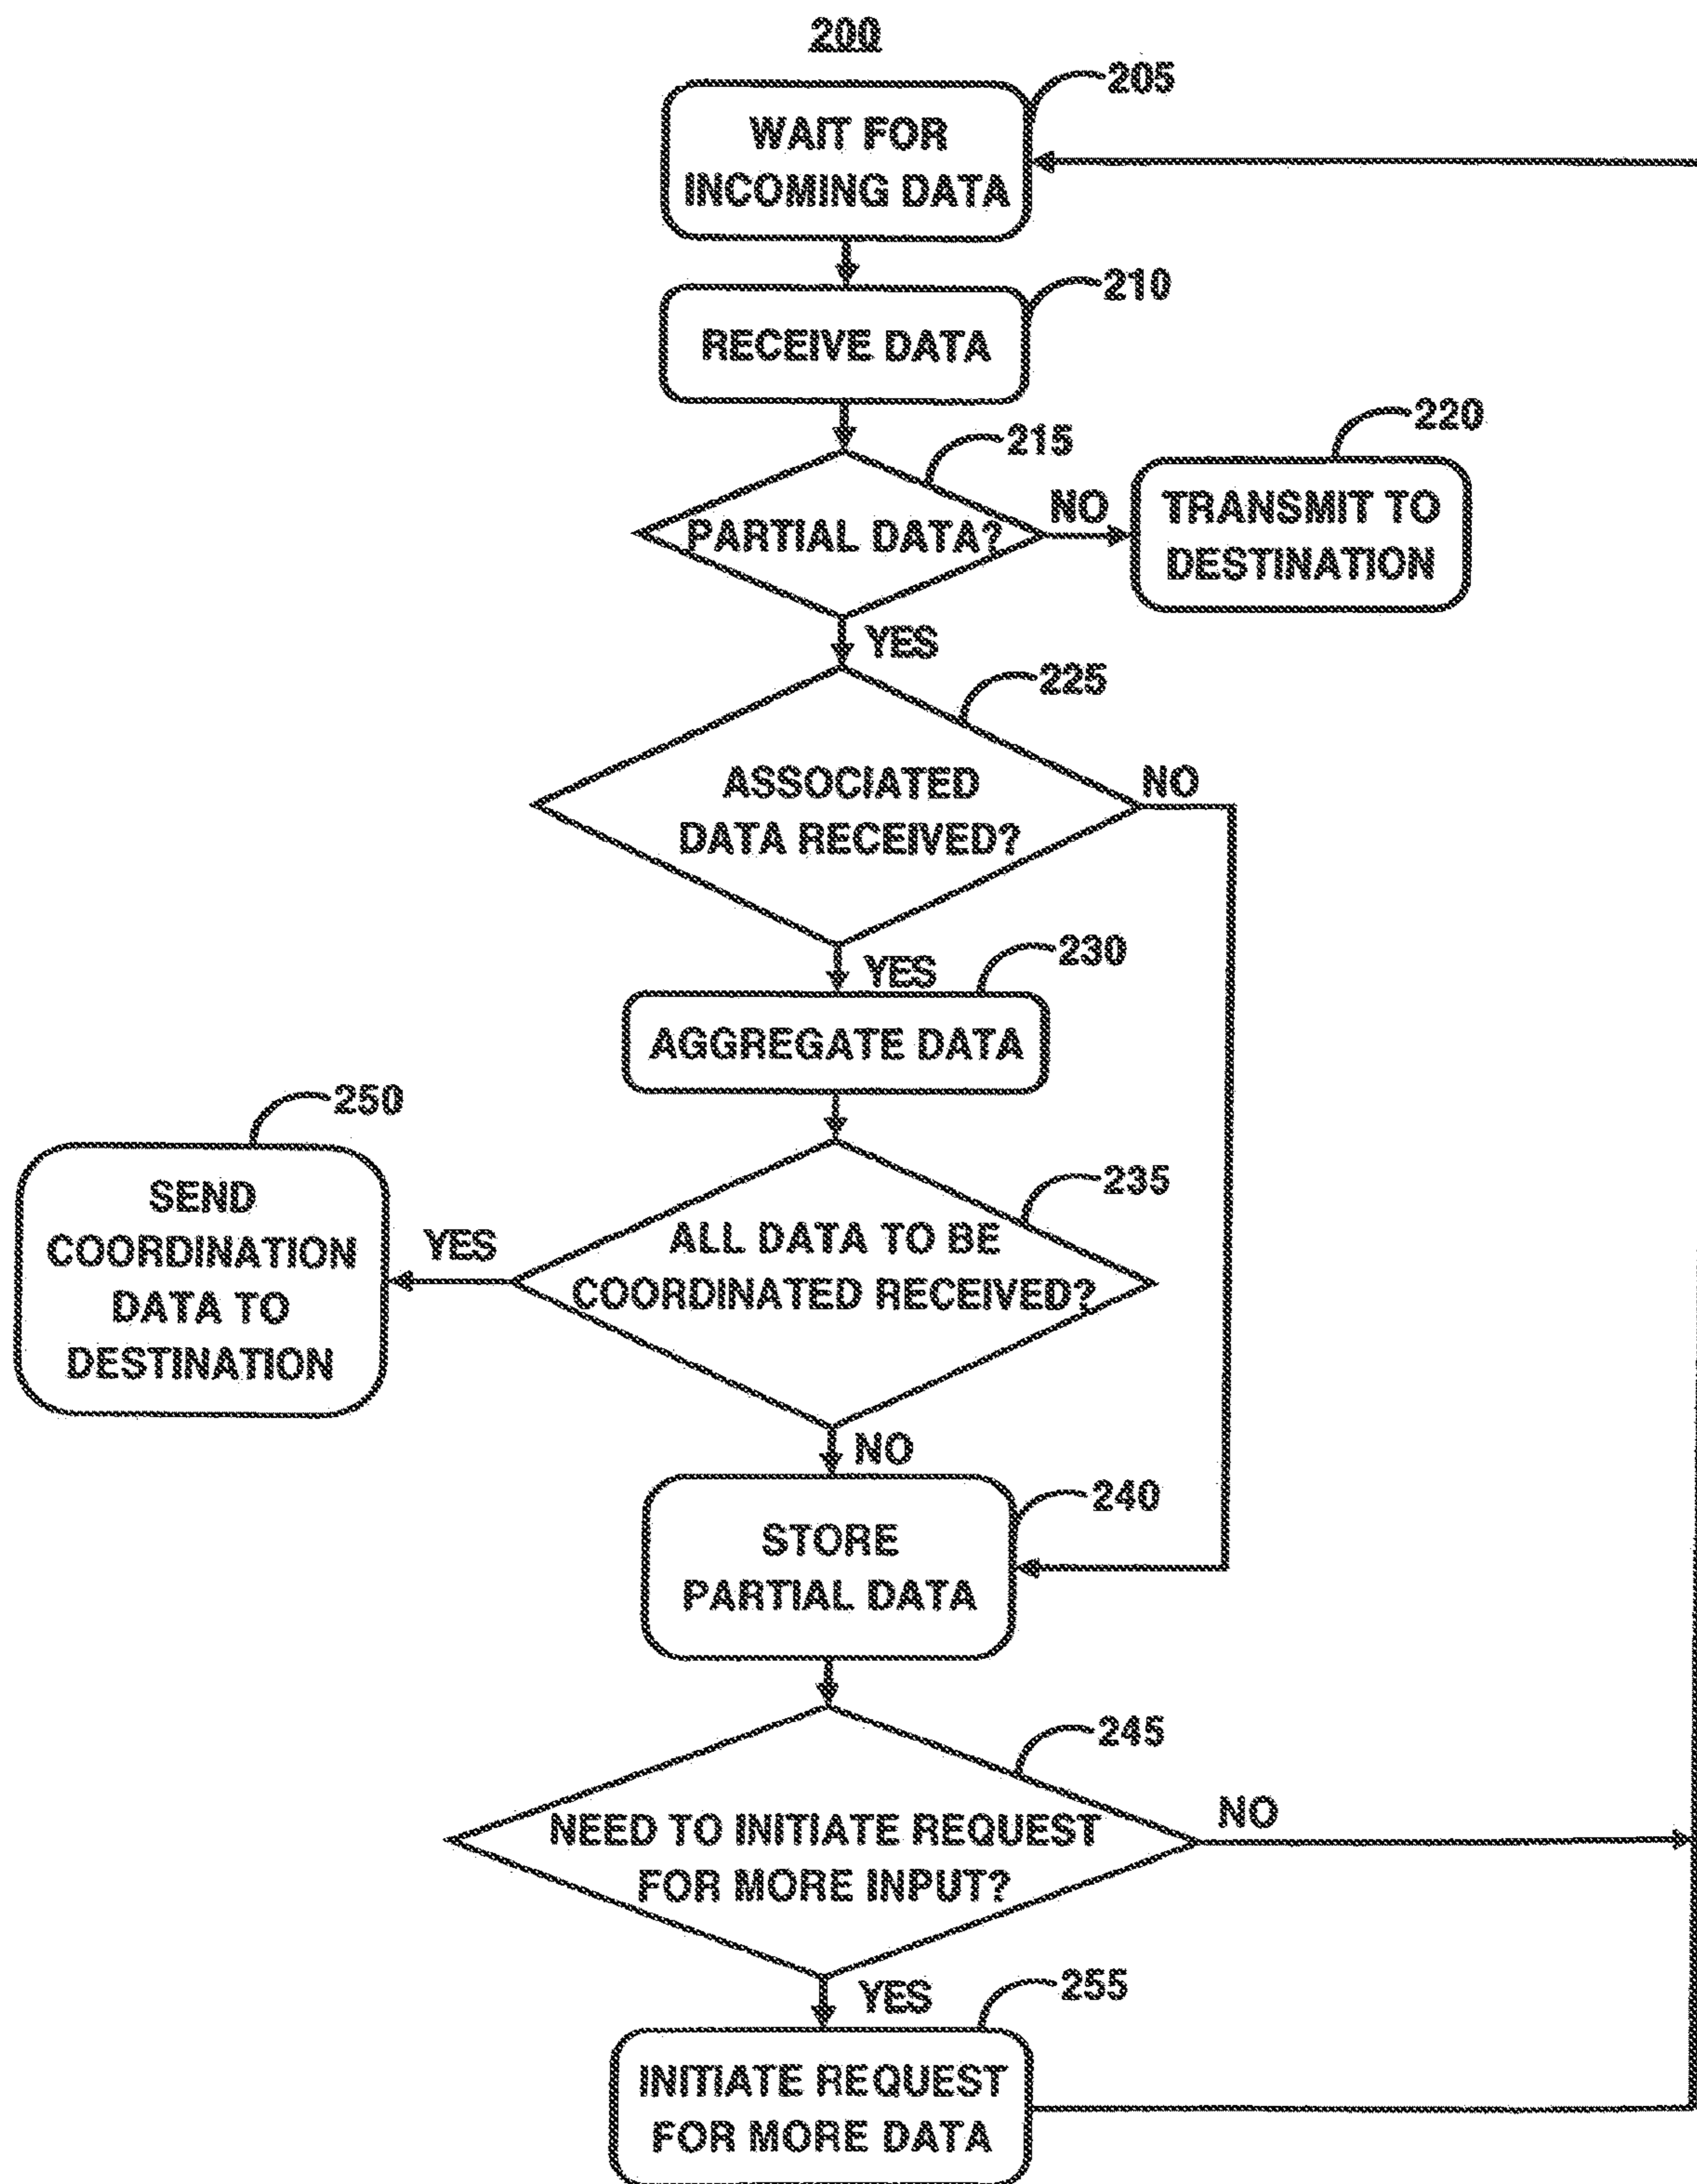 200
205
WAIT FOR
INCOMING DATA
210
RECEIVE DATA
215
PARTIAL DATA?
NO
220
TRANSMIT TO
DESTINATION
YES
225
ASSOCIATED
DATA RECEIVED?
NO
YES
230
AGGREGATE DATA
235
ALL DATA TO BE
COORDINATED RECEIVED?
YES
250
SEND
COORDINATION
DATA TO
DESTINATION
NO
240
STORE
PARTIAL DATA
245
NEED TO INITIATE REQUEST
FOR MORE INPUT?
NO
YES
255
INITIATE REQUEST
FOR MORE DATA